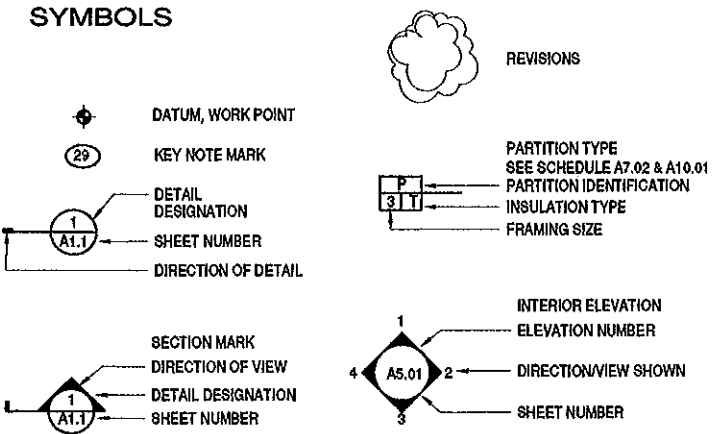 SYMBOLS
REVISIONS
DATUM, WORK POINT
29
KEY NOTE MARK
DETAIL
DESIGNATION
1
A1.1
SHEET NUMBER
DIRECTION OF DETAIL
PARTITION TYPE
SEE SCHEDULE A7.02 & A10.01
P
PARTITION IDENTIFICATION
3 T
INSULATION TYPE
FRAMING SIZE
SECTION MARK
DIRECTION OF VIEW
1
DETAIL DESIGNATION
A1.1
SHEET NUMBER
INTERIOR ELEVATION
1
ELEVATION NUMBER
4 A5.01 2
DIRECTION/VIEW SHOWN
3
SHEET NUMBER